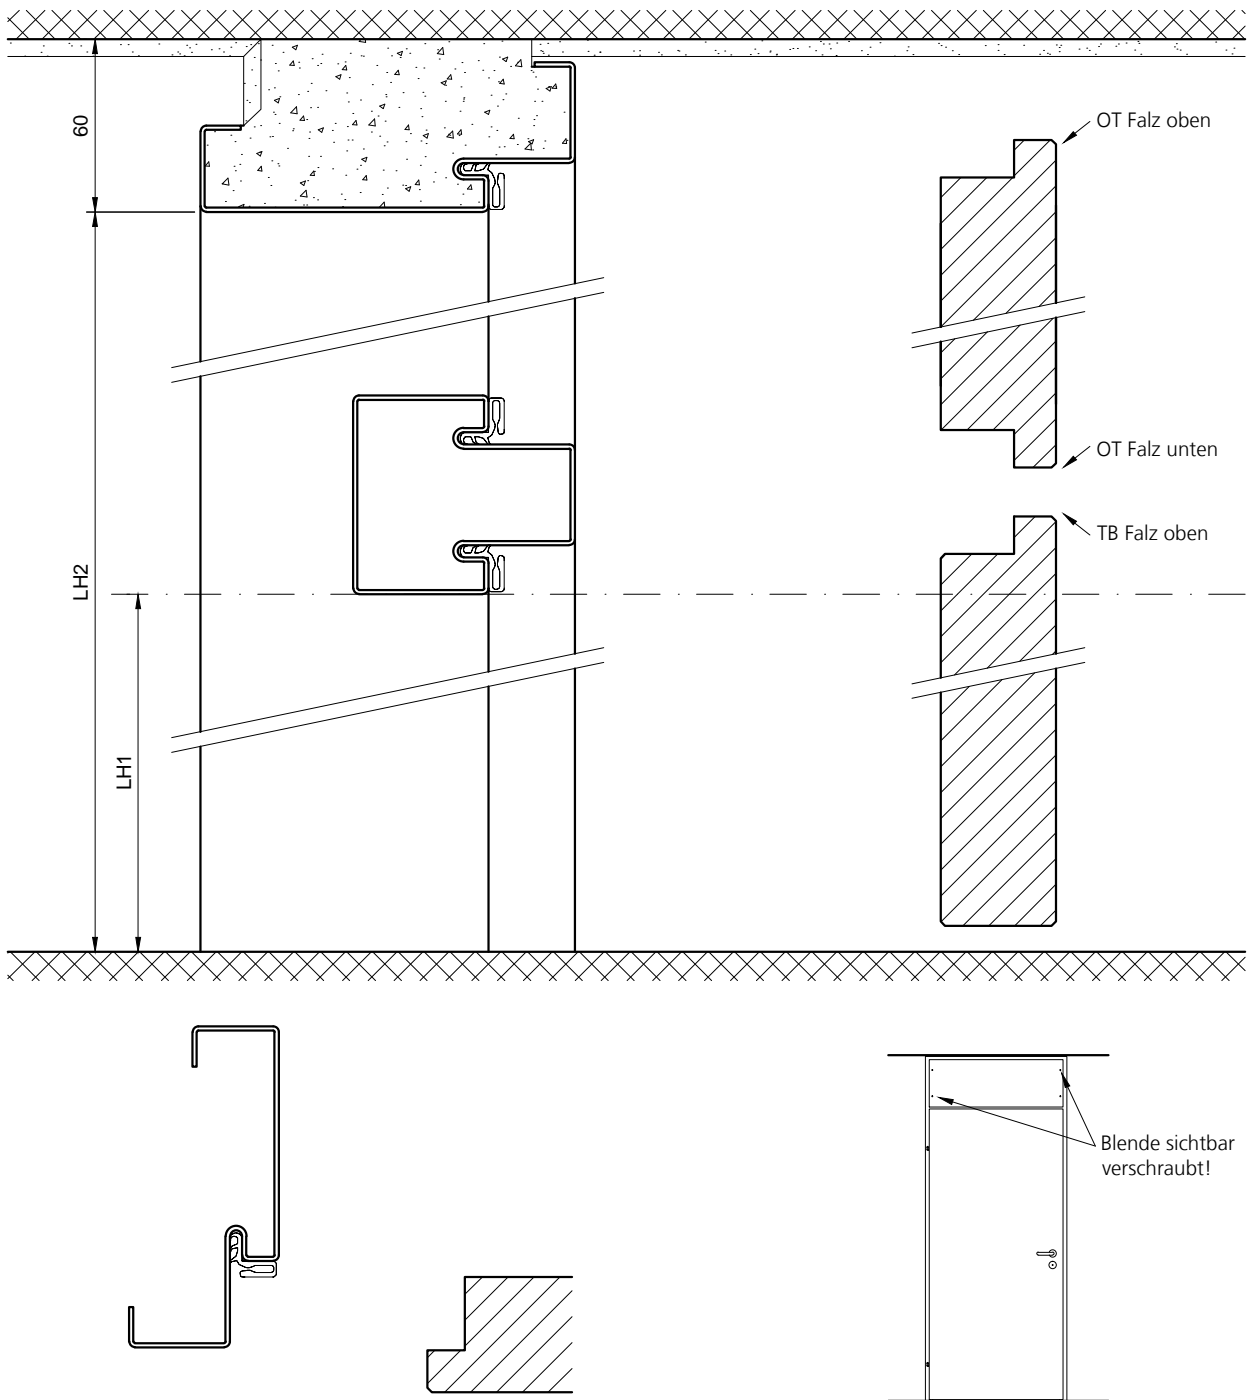 60
OT Falz oben
OT Falz unten
TB Falz oben
LH2
LH1
Blende sichtbar
verschraubt!